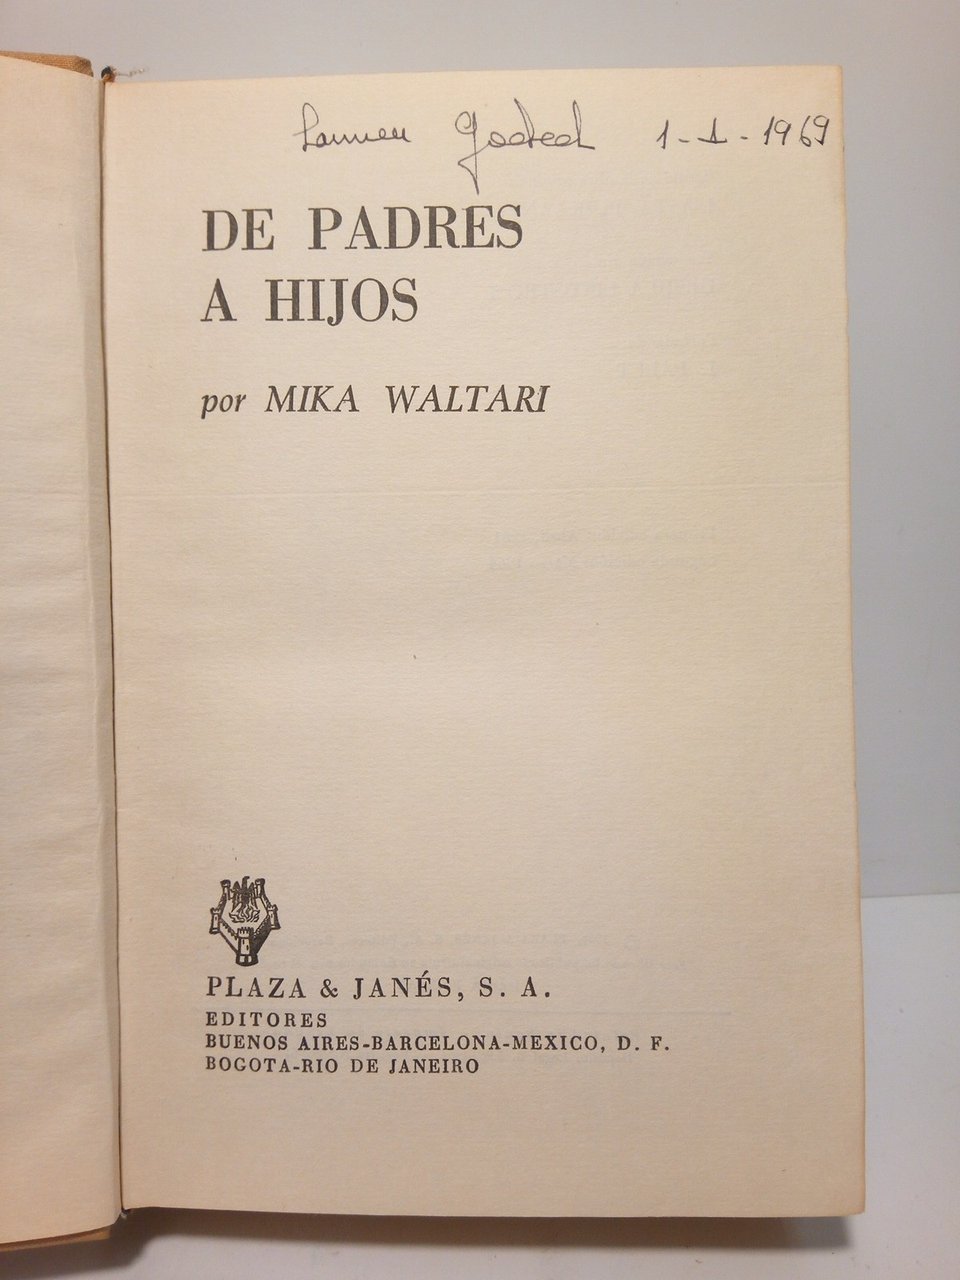 1-1-1969
DE PADRES
A HIJOS
por MIKA WALTARI
PLAZA & JANÉS, S. A.
EDITORES
BUENOS AIRES-BARCELONA-MEXICO, D. F.
BOGOTA-RIO DE JANEIRO